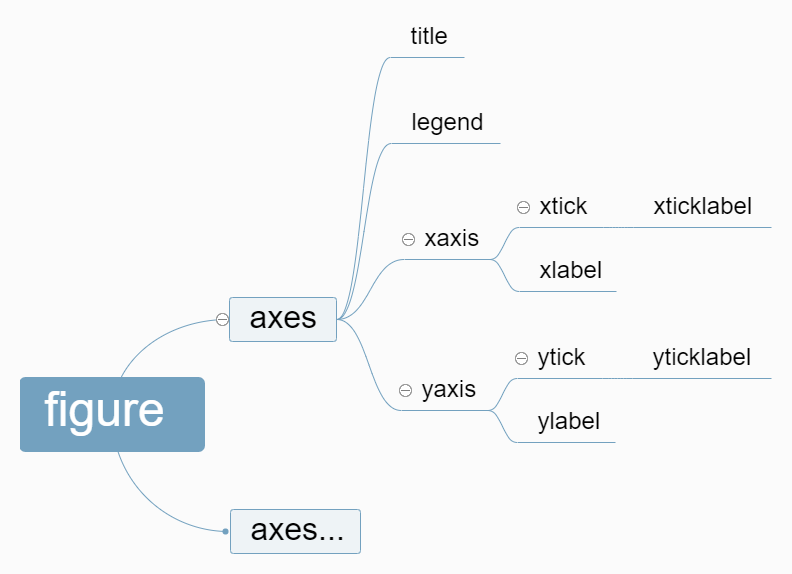 title
legend
xtick xticklabel
xaxis
xlabel
axes
ytick yticklabel
yaxis
ylabel
figure
axes...